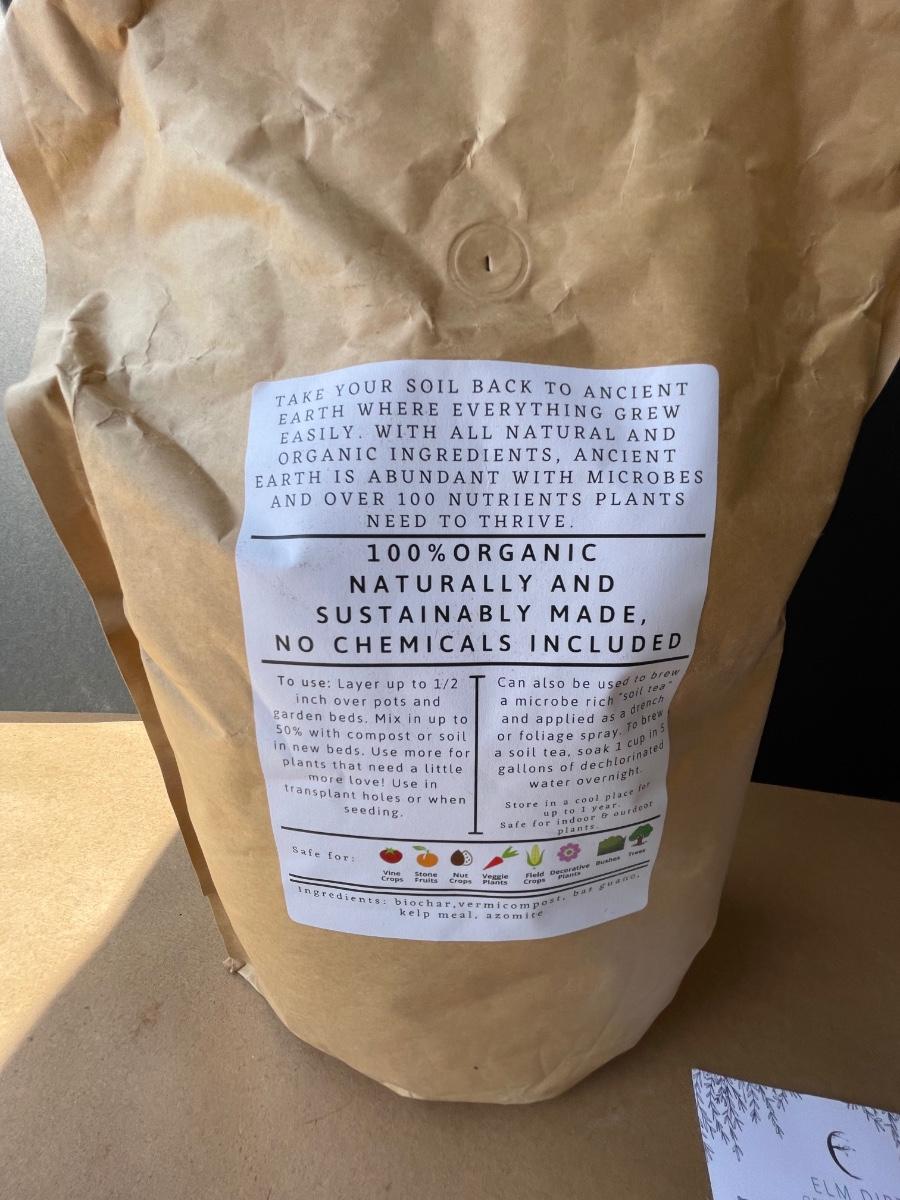 TAKE YOUR SOIL BACK TO ANCIENT
EARTH WHERE EVERYTHING GREW
EASILY. WITH ALL NATURAL AND
ORGANIC INGREDIENTS, ANCIENT
EARTH IS ABUNDANT WITH MICROBES
AND OVER 100 NUTRIENTS PLANTS
NEED TO THRIVE.
100%ORGANIC
NATURALLY AND
SUSTAINABLY MADE,
NO CHEMICALS INCLUDED
To use: Layer up to 1/2
inch over pots and
garden beds. Mix in up to
50% with compost or soil
in new beds. Use more for
plants that need a little
more love! Use in
transplant holes or when
seeding.
Can also be used to brew
a microbe rich "soil tea"
and applied as a drench
or foliage spray. To brew
a soil tea, soak 1 cup in 5
gallons of dechlorinated
water overnight.
Store in a cool place for
up to 1 year.
Safe for indoor & outdoor
plants.
Safe for:
Vine
Crops
Stone
Fruits
Nut
Crops
Veggie
Plants
Field
Crops
Decorative
Plants
Bushes
Trees
Ingredients: biochar,vermicompost, bat guano,
kelp meal, azomite
ELM